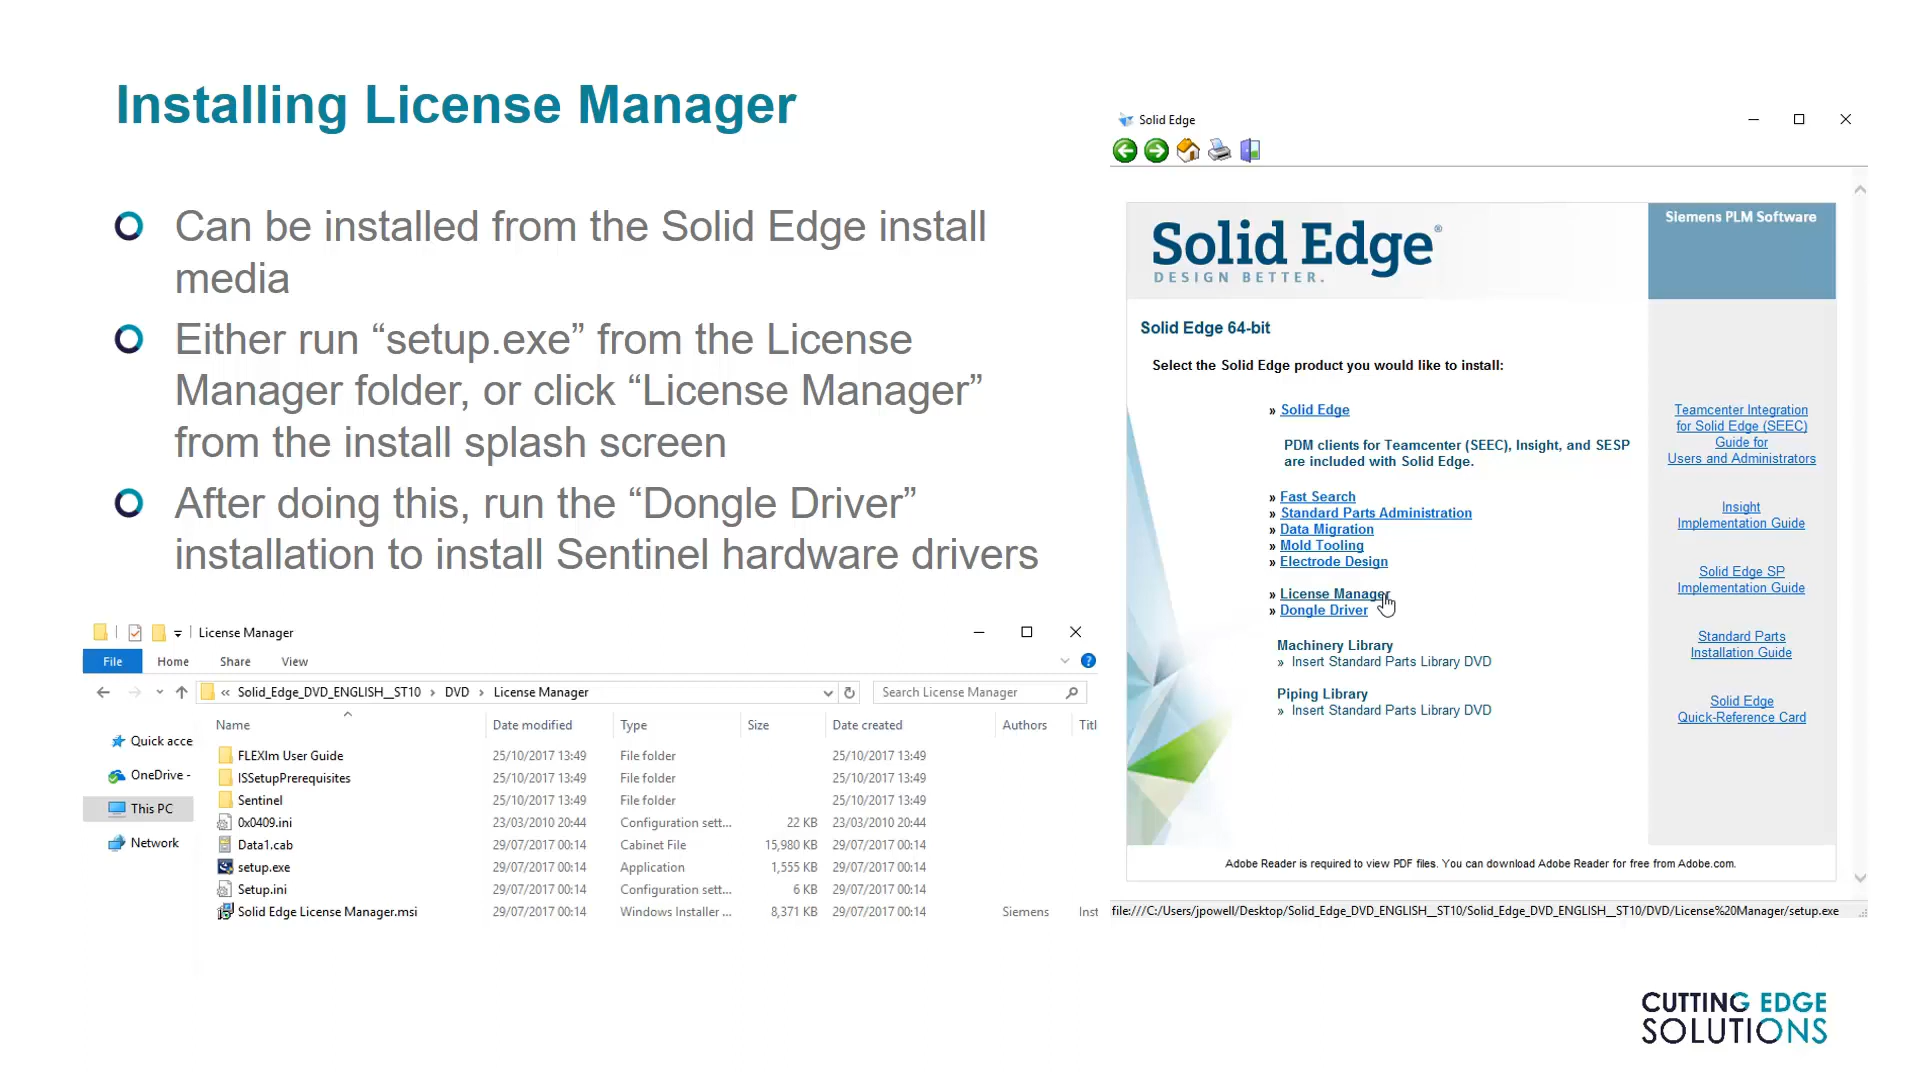 Installing License Manager
Can be installed from the Solid Edge install
media
Either run “setup.exe” from the License
Manager folder, or click “License Manager”
from the install splash screen
After doing this, run the “Dongle Driver”
installation to install Sentinel hardware drivers
License Manager
File Home Share View
« Solid_Edge_DVD_ENGLISH__ST10 > DVD > License Manager
Search License Manager
Quick acce
OneDrive -
This PC
Network
Name Date modified Type Size Date created Authors Titl
FLEXlm User Guide 25/10/2017 13:49 File folder 25/10/2017 13:49
ISSetupPrerequisites 25/10/2017 13:49 File folder 25/10/2017 13:49
Sentinel 25/10/2017 13:49 File folder 25/10/2017 13:49
0x0409.ini 23/03/2010 20:44 Configuration sett... 22 KB 23/03/2010 20:44
Data1.cab 29/07/2017 00:14 Cabinet File 15,980 KB 29/07/2017 00:14
setup.exe 29/07/2017 00:14 Application 1,555 KB 29/07/2017 00:14
Setup.ini 29/07/2017 00:14 Configuration sett... 6 KB 29/07/2017 00:14
Solid Edge License Manager.msi 29/07/2017 00:14 Windows Installer ... 8,371 KB 29/07/2017 00:14 Siemens Inst
Solid Edge
Solid Edge®
DESIGN BETTER.
Siemens PLM Software
Solid Edge 64-bit
Select the Solid Edge product you would like to install:
» Solid Edge
PDM clients for Teamcenter (SEEC), Insight, and SESP
are included with Solid Edge.
» Fast Search
» Standard Parts Administration
» Data Migration
» Mold Tooling
» Electrode Design
» License Manager
» Dongle Driver
Machinery Library
» Insert Standard Parts Library DVD
Piping Library
» Insert Standard Parts Library DVD
Teamcenter Integration
for Solid Edge (SEEC)
Guide for
Users and Administrators
Insight
Implementation Guide
Solid Edge SP
Implementation Guide
Standard Parts
Installation Guide
Solid Edge
Quick-Reference Card
Adobe Reader is required to view PDF files. You can download Adobe Reader for free from Adobe.com.
file:///C:/Users/jpowell/Desktop/Solid_Edge_DVD_ENGLISH__ST10/Solid_Edge_DVD_ENGLISH__ST10/DVD/License%20Manager/setup.exe
CUTTING EDGE
SOLUTIONS